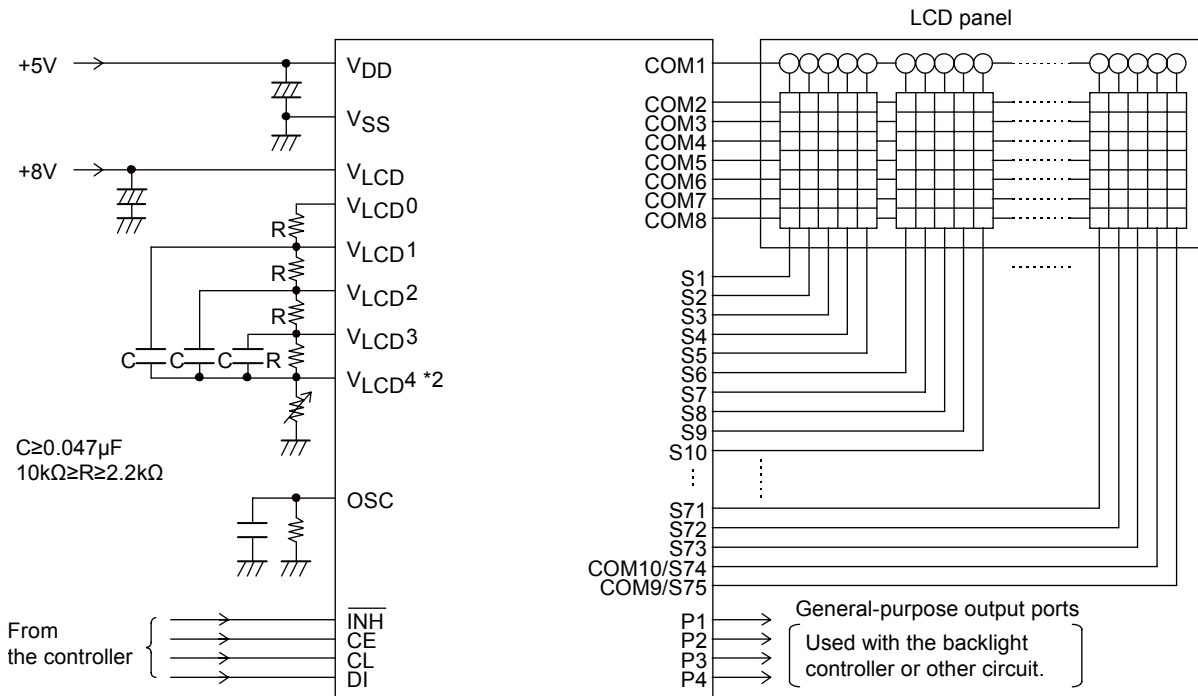 LCD panel
+5V
VDD
VSS
+8V
VLCD
VLCD0
R
VLCD1
R
VLCD2
R
VLCD3
C
C
C
R
VLCD4 *2
C≥0.047μF
10kΩ≥R≥2.2kΩ
OSC
From
the controller
INH
CE
CL
DI
COM1
COM2
COM3
COM4
COM5
COM6
COM7
COM8
S1
S2
S3
S4
S5
S6
S7
S8
S9
S10
S71
S72
S73
COM10/S74
COM9/S75
P1
P2
P3
P4
General-purpose output ports
Used with the backlight
controller or other circuit.